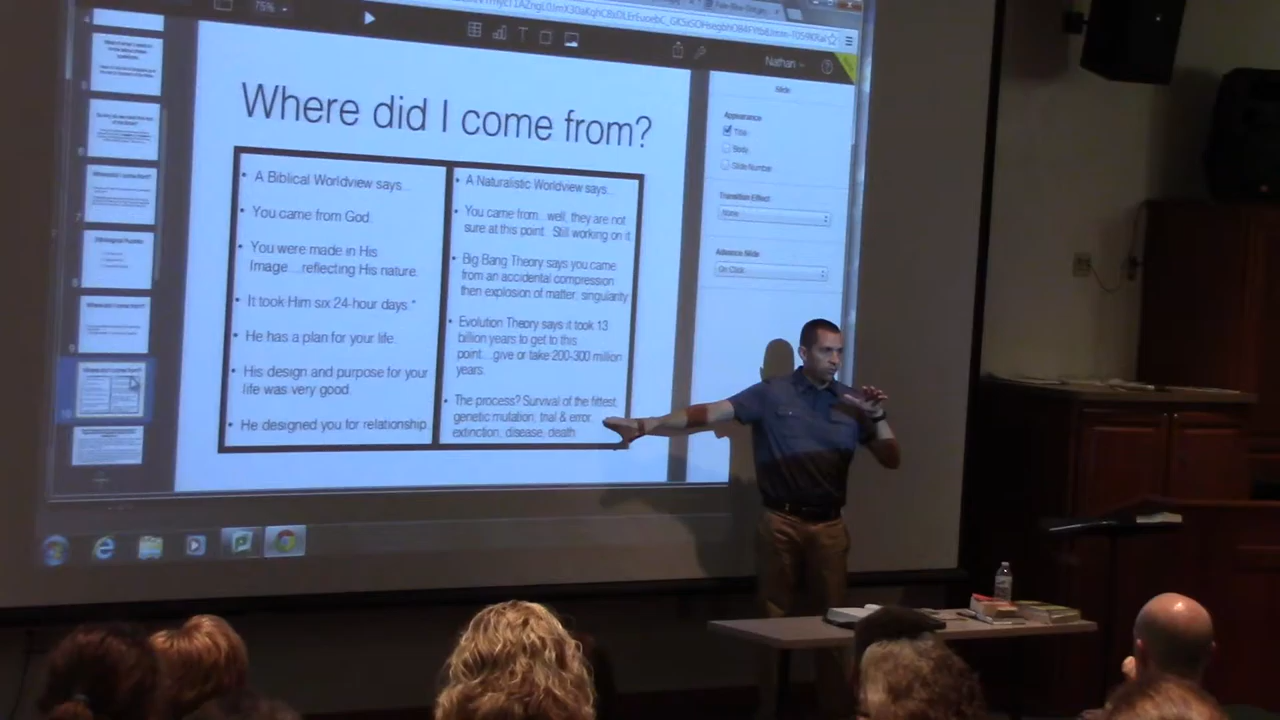 75%
Nathan
Where did I come from?
• A Biblical Worldview says...
• You came from God.
• You were made in His
Image....reflecting His nature.
• It took Him six 24-hour days.*
• He has a plan for your life.
• His design and purpose for your
life was very good.
• He designed you for relationship.
• A Naturalistic Worldview says...
• You came from...well, they are not
sure at this point. Still working on it.
• Big Bang Theory says you came
from an accidental compression
then explosion of matter; singularity
• Evolution Theory says it took 13
billion years to get to this
point....give or take 200-300 million
years.
• The process? Survival of the fittest,
genetic mutation, trial & error,
extinction, disease, death
Slide
Appearance
Title
Body
Slide Number
Transition Effect
None
Advance Slide
On Click